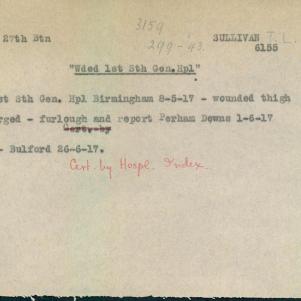 3159
27th Btn SULLIVAN T.L.
299-'43. 6155
"Wded 1st Sth Gen.Hpl"
st Sth Gen. Hpl Birmingham 8-5-17 - wounded thigh
rged - furlough and report Perham Downs 1-6-17
Cert.by
- Bulford 26-6-17.
Cert. by Hospl. Index.